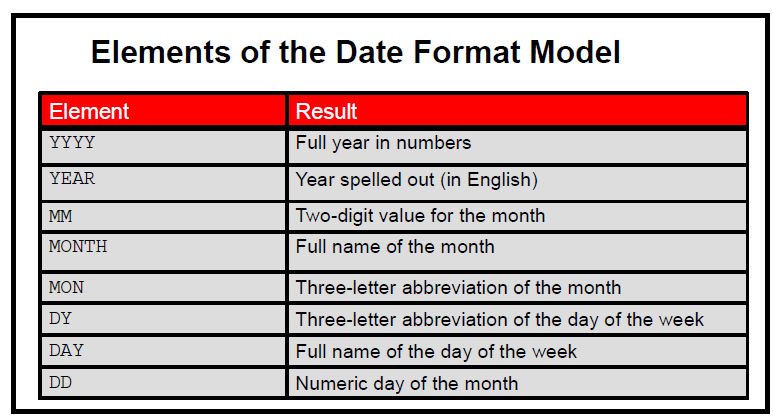 Elements of the Date Format Model
Element Result
YYYY Full year in numbers
YEAR Year spelled out (in English)
MM Two-digit value for the month
MONTH Full name of the month
MON Three-letter abbreviation of the month
DY Three-letter abbreviation of the day of the week
DAY Full name of the day of the week
DD Numeric day of the month